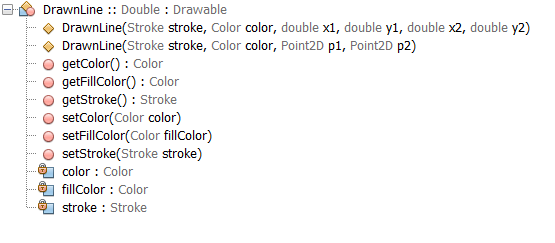 DrawnLine :: Double : Drawable
DrawnLine(Stroke stroke, Color color, double x1, double y1, double x2, double y2)
DrawnLine(Stroke stroke, Color color, Point2D p1, Point2D p2)
getColor() : Color
getFillColor() : Color
getStroke() : Stroke
setColor(Color color)
setFillColor(Color fillColor)
setStroke(Stroke stroke)
color : Color
fillColor : Color
stroke : Stroke